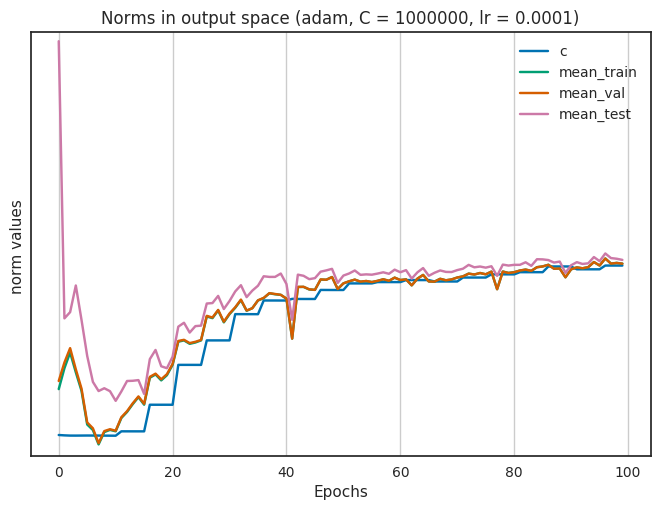 Norms in output space (adam, C = 1000000, lr = 0.0001)
c
mean_train
mean_val
mean_test
norm values
0
20
40
60
80
100
Epochs